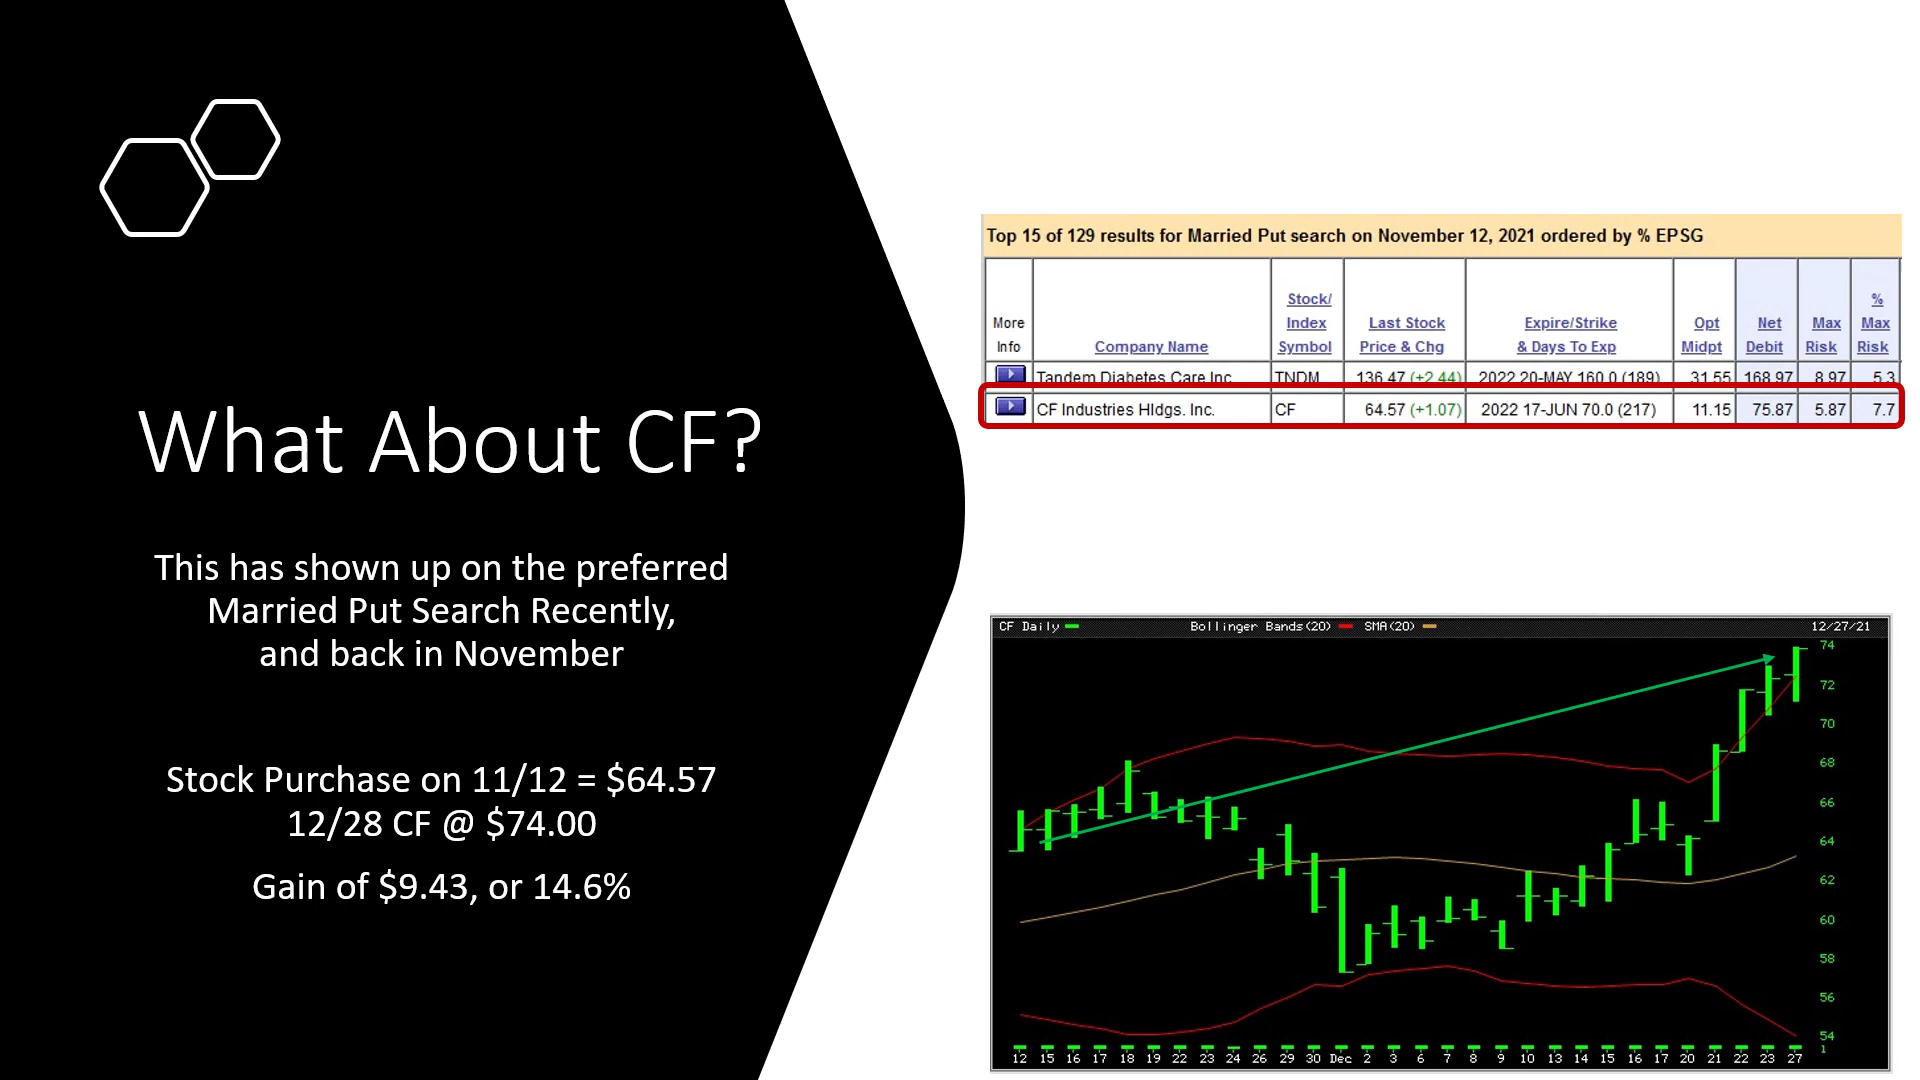 What About CF?
This has shown up on the preferred
Married Put Search Recently,
and back in November
Stock Purchase on 11/12 = $64.57
12/28 CF @ $74.00
Gain of $9.43, or 14.6%
Top 15 of 129 results for Married Put search on November 12, 2021 ordered by % EPSG
More Info Company Name Stock/ Index Symbol Last Stock Price & Chg Expire/Strike & Days To Exp Opt Midpt Net Debit Max Risk % Max Risk
Tandem Diabetes Care Inc TNDM 136.47 (+2.44) 2022 20-MAY 160.0 (189) 31.55 168.97 8.97 5.3
CF Industries Hldgs. Inc. CF 64.57 (+1.07) 2022 17-JUN 70.0 (217) 11.15 75.87 5.87 7.7
CF Daily Bollinger Bands(20) SMA(20) 12/27/21
74
72
70
68
66
64
62
60
58
56
54
1
12 15 16 17 18 19 22 23 24 26 29 30 Dec 2 3 6 7 8 9 10 13 14 15 16 17 20 21 22 23 27